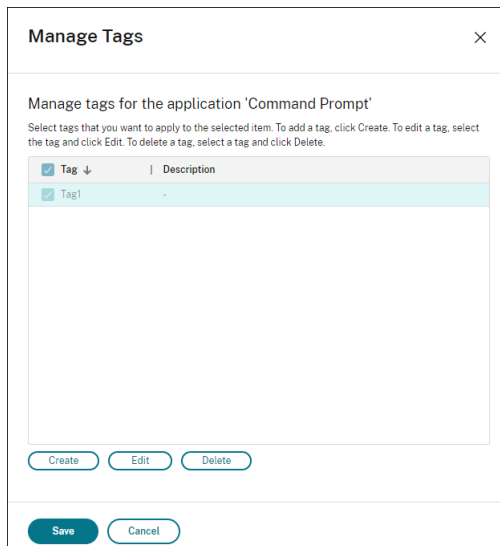 Manage Tags
Manage tags for the application 'Command Prompt'
Select tags that you want to apply to the selected item. To add a tag, click Create. To edit a tag, select
the tag and click Edit. To delete a tag, select a tag and click Delete.
Tag ↓ | Description
Tag1 -
Create Edit Delete
Save Cancel